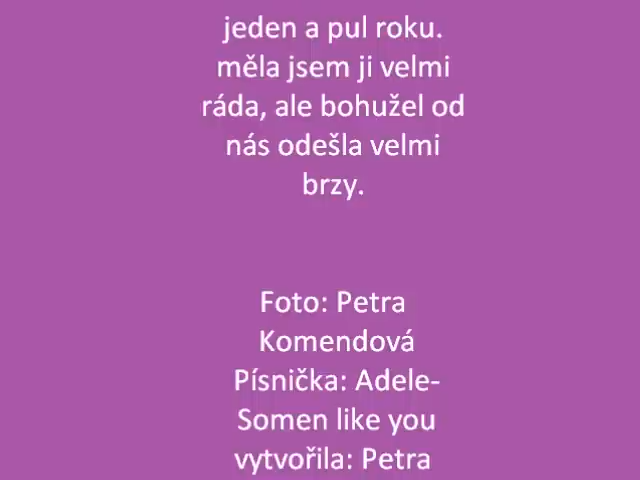 jeden a pul roku.
měla jsem ji velmi
ráda, ale bohužel od
nás odešla velmi
brzy.
Foto: Petra
Komendová
Písnička: Adele-
Somen like you
vytvořila: Petra